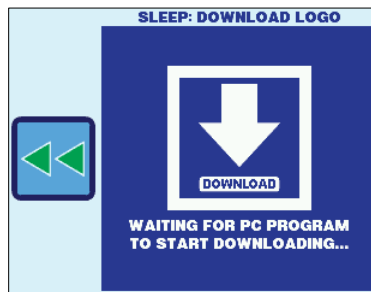 SLEEP: DOWNLOAD LOGO
DOWNLOAD
WAITING FOR PC PROGRAM
TO START DOWNLOADING...